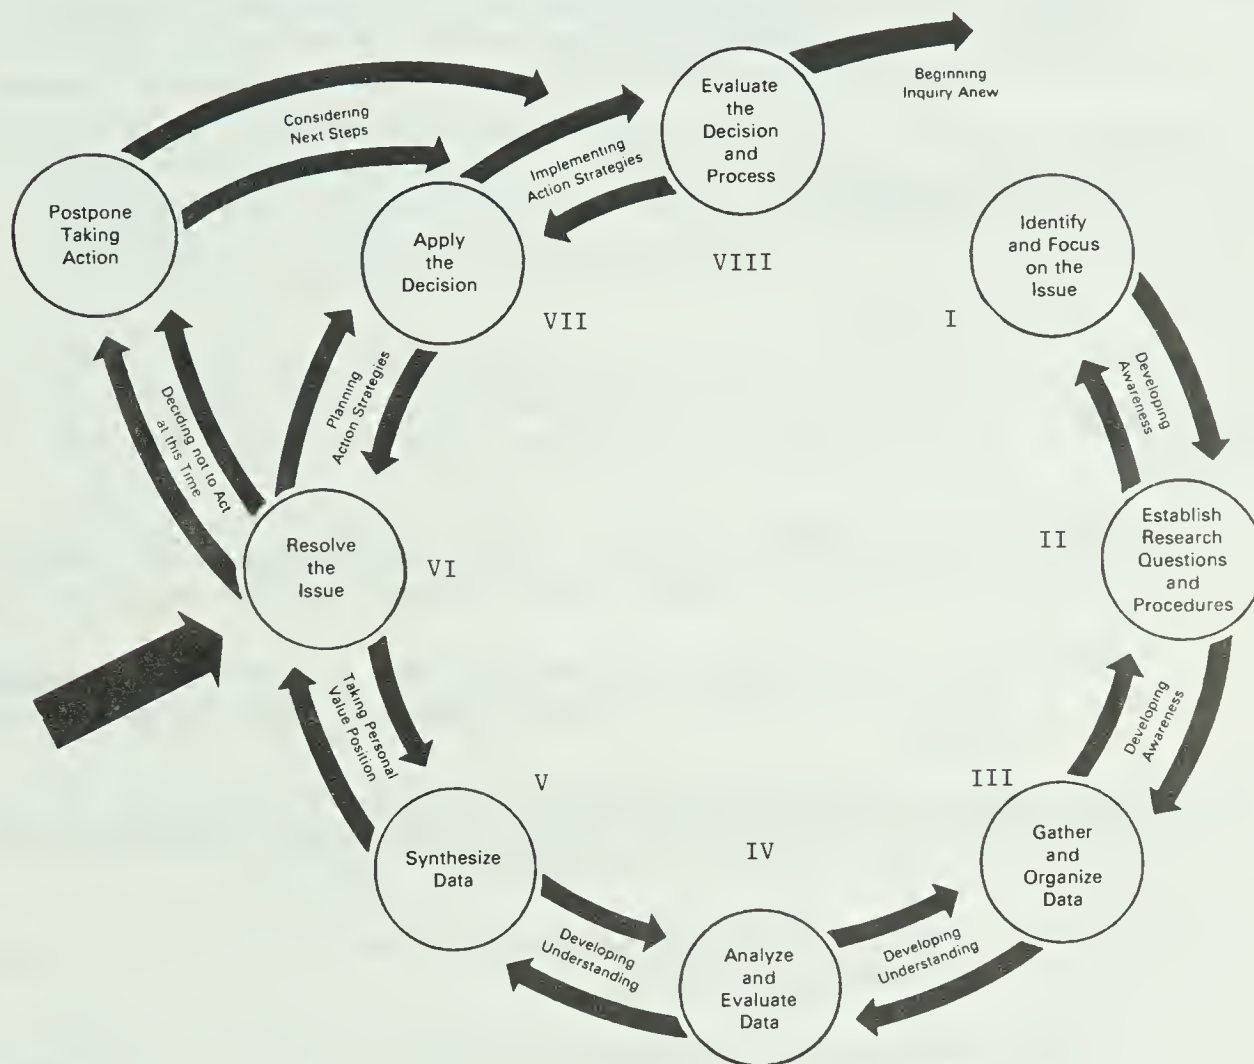 Identify
and Focus
on the
Issue
I
Developing
Awareness
Establish
Research
Questions
and
Procedures
II
Developing
Awareness
Gather
and
Organize
Data
III
Developing
Understanding
Analyze
and
Evaluate
Data
IV
Developing
Understanding
Synthesize
Data
V
Taking Personal
Value Position
Resolve
the
Issue
VI
Deciding not to Act
at this Time
Postpone
Taking
Action
Considering
Next Steps
Planning
Action Strategies
Apply
the
Decision
VII
Implementing
Action Strategies
Evaluate
the
Decision
and
Process
VIII
Beginning
Inquiry Anew